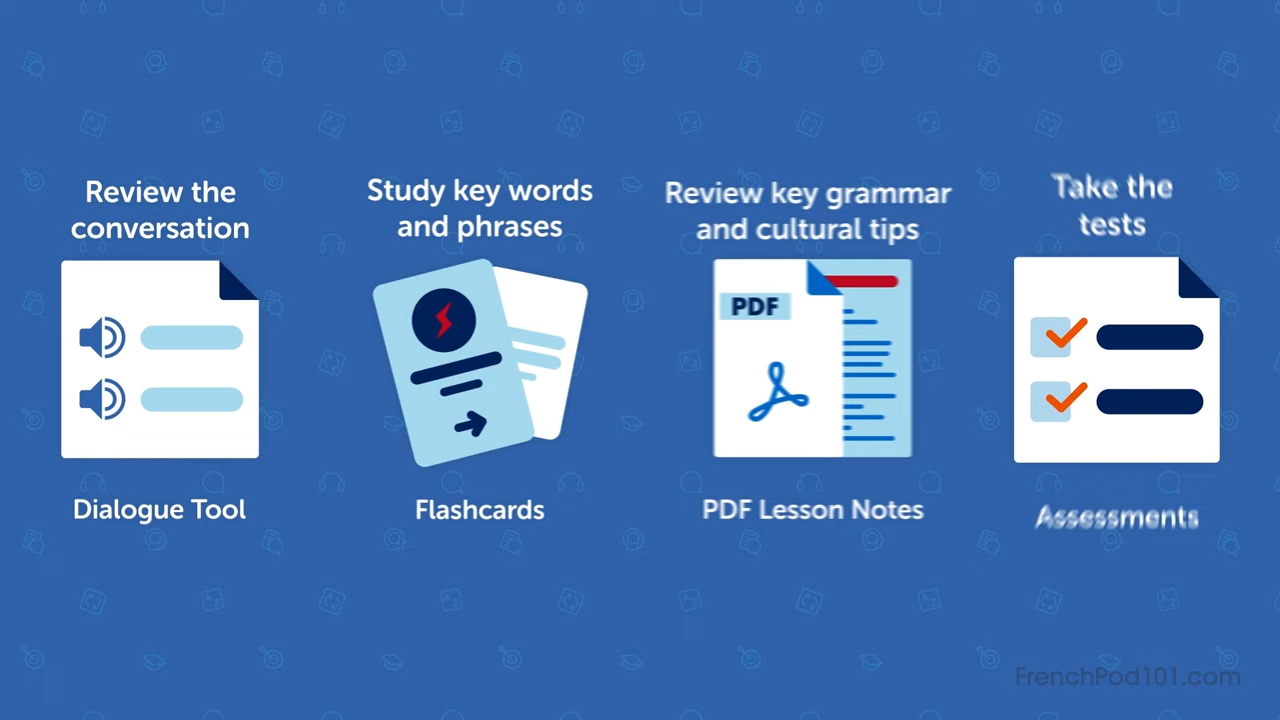 Review the
conversation
Study key words
and phrases
Review key grammar
and cultural tips
Take the
tests
PDF
Dialogue Tool
Flashcards
PDF Lesson Notes
Assessments
FrenchPod101.com